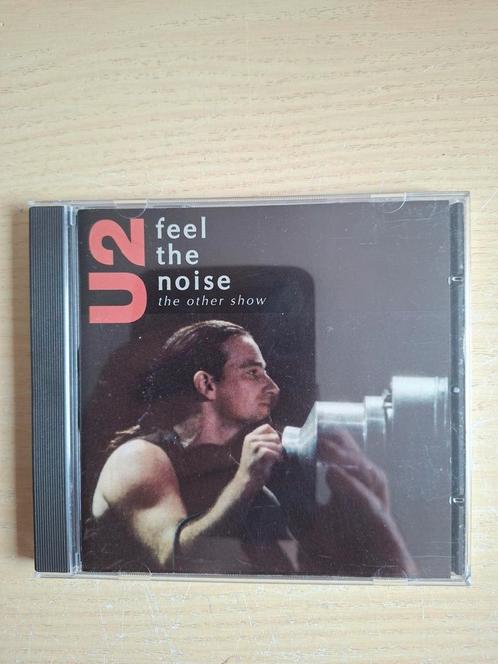 U2
feel
the
noise
the other show